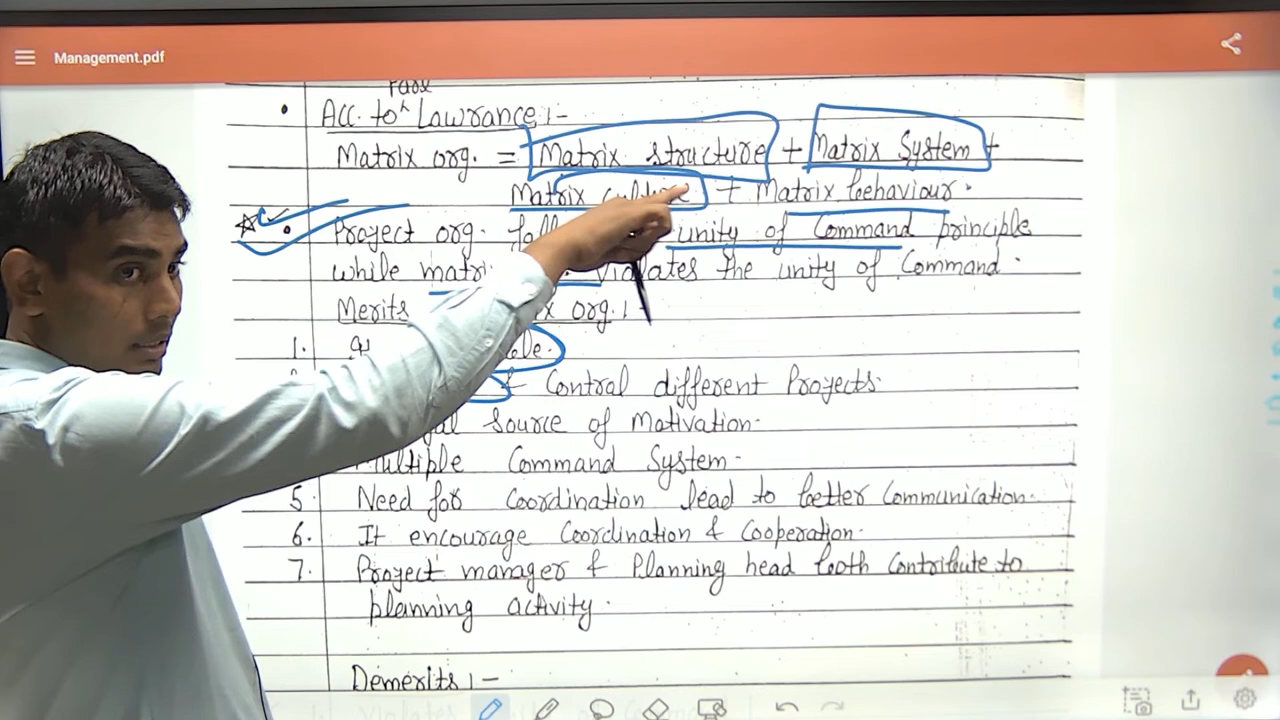 Management.pdf
• Acc. to Lawrance :-
Matrix org. = Matrix structure + Matrix System +
Matrix culture + Matrix behaviour.
• Project org. unity of Command principle
while Violates the unity of Command.
Merits org. :-
1.
& Control different Projects.
Source of Motivation.
Multiple Command System.
5. Need for Coordination lead to better Communication.
6. It encourage Coordination & Cooperation.
7. Project manager & Planning head both Contribute to
planning activity.
Demerits :-